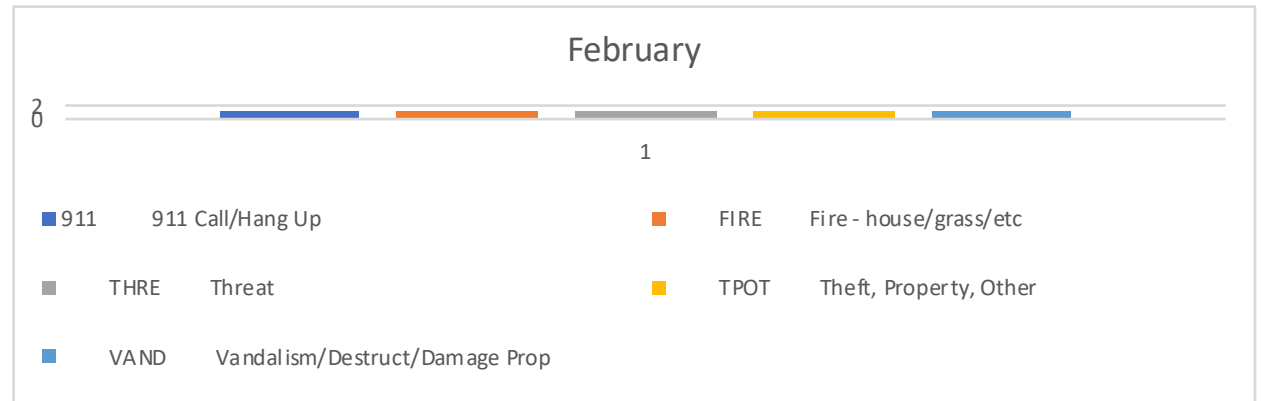 February
2
0
1
911 911 Call/Hang Up
FIRE Fire - house/grass/etc
THRE Threat
TPOT Theft, Property, Other
VAND Vandalism/Destruct/Damage Prop